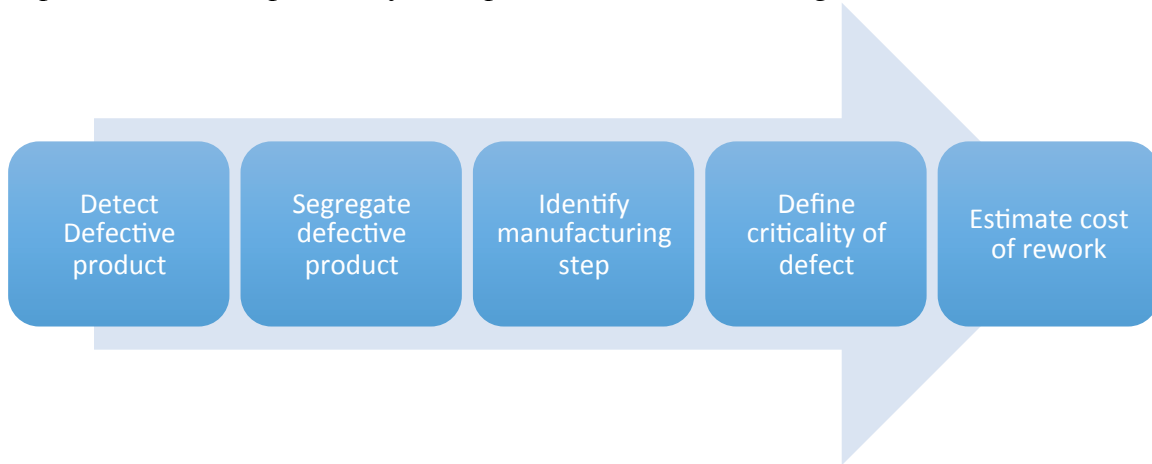 Detect
Defective
product
Segregate
defective
product
Identify
manufacturing
step
Define
criticality of
defect
Estimate cost
of rework